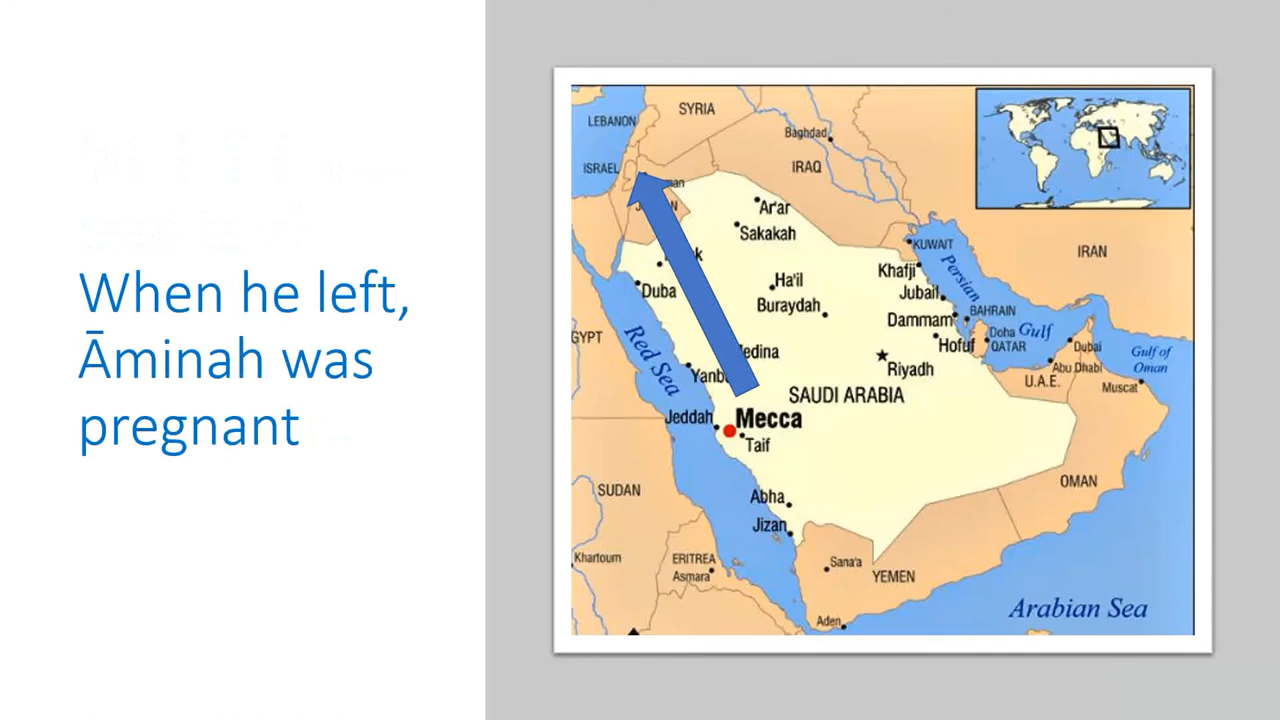 When he left,
Āminah was
pregnant
LEBANON
SYRIA
Baghdad
ISRAEL
IRAQ
Ar'ar
Sakakah
KUWAIT
IRAN
Khafji
Persian
Ha'il
Duba
Jubail
Buraydah
BAHRAIN
Dammam
Doha
Gulf
QATAR
Hofuf
Dubai
Gulf of
Oman
Red Sea
Riyadh
Abu Dhabi
U.A.E.
Muscat
SAUDI ARABIA
Jeddah
Mecca
Taif
SUDAN
OMAN
Abha
Jizan
Khartoum
ERITREA
Asmara
Sana'a
YEMEN
Arabian Sea
Aden